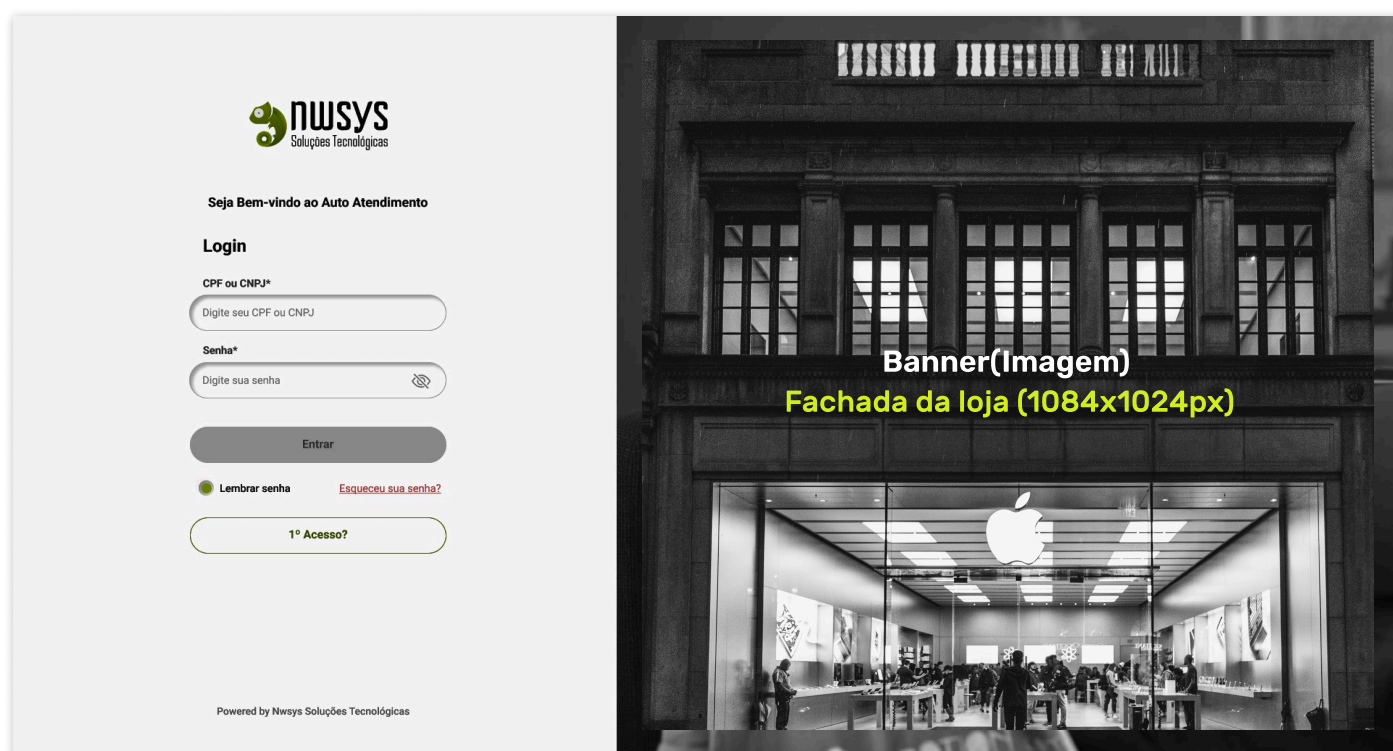 nwsys
Soluções Tecnológicas
Seja Bem-vindo ao Auto Atendimento
Login
CPF ou CNPJ*
Digite seu CPF ou CNPJ
Senha*
Digite sua senha
Entrar
Lembrar senha
Esqueceu sua senha?
1º Acesso?
Powered by Nwsys Soluções Tecnológicas
Banner(Imagem)
Fachada da loja (1084x1024px)